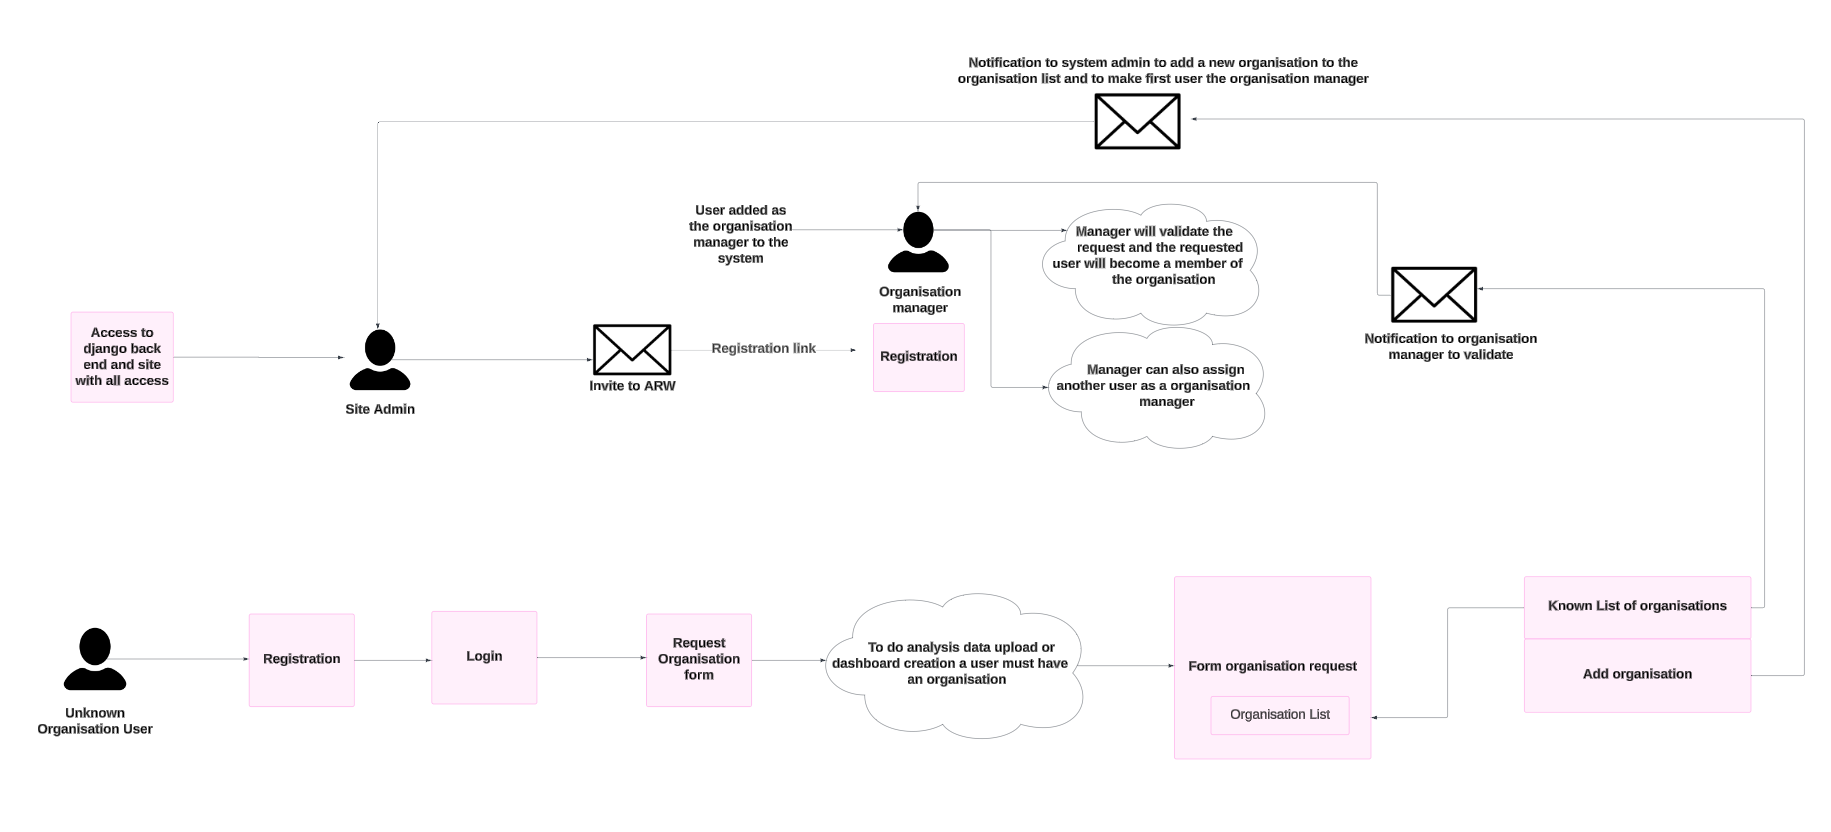 Notification to system admin to add a new organisation to the
organisation list and to make first user the organisation manager
User added as
the organisation
manager to the
system
Organisation
manager
Registration
Manager will validate the
request and the requested
user will become a member of
the organisation
Manager can also assign
another user as a organisation
manager
Notification to organisation
manager to validate
Access to
django back
end and site
with all access
Site Admin
Invite to ARW
Registration link
Unknown
Organisation User
Registration
Login
Request
Organisation
form
To do analysis data upload or
dashboard creation a user must have
an organisation
Form organisation request
Organisation List
Known List of organisations
Add organisation